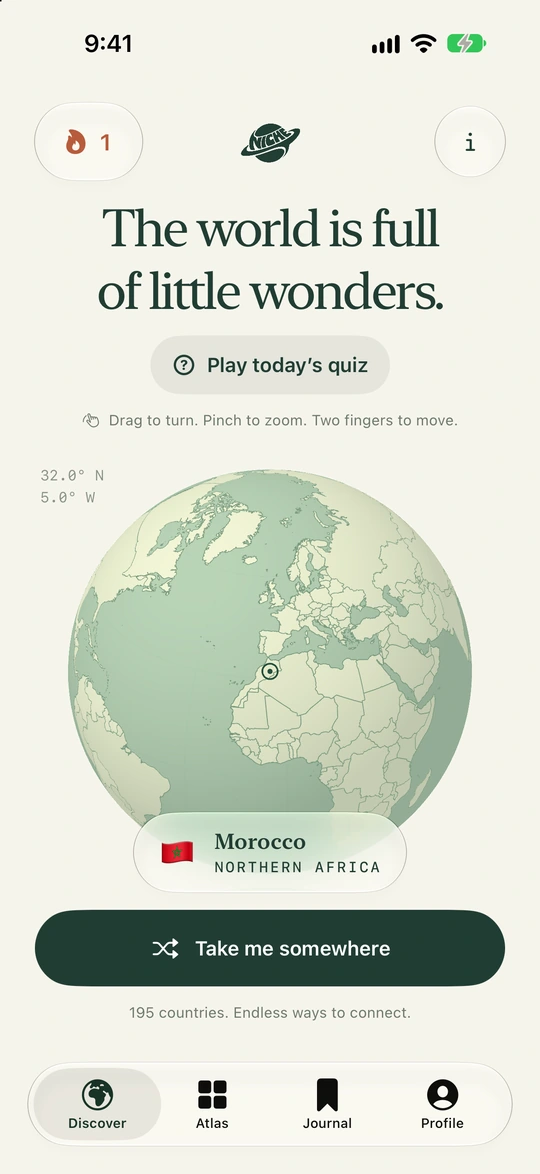 9:41
1
NICHE
i
The world is full
of little wonders.
Play today’s quiz
Drag to turn. Pinch to zoom. Two fingers to move.
32.0° N
5.0° W
Morocco
NORTHERN AFRICA
Take me somewhere
195 countries. Endless ways to connect.
Discover
Atlas
Journal
Profile